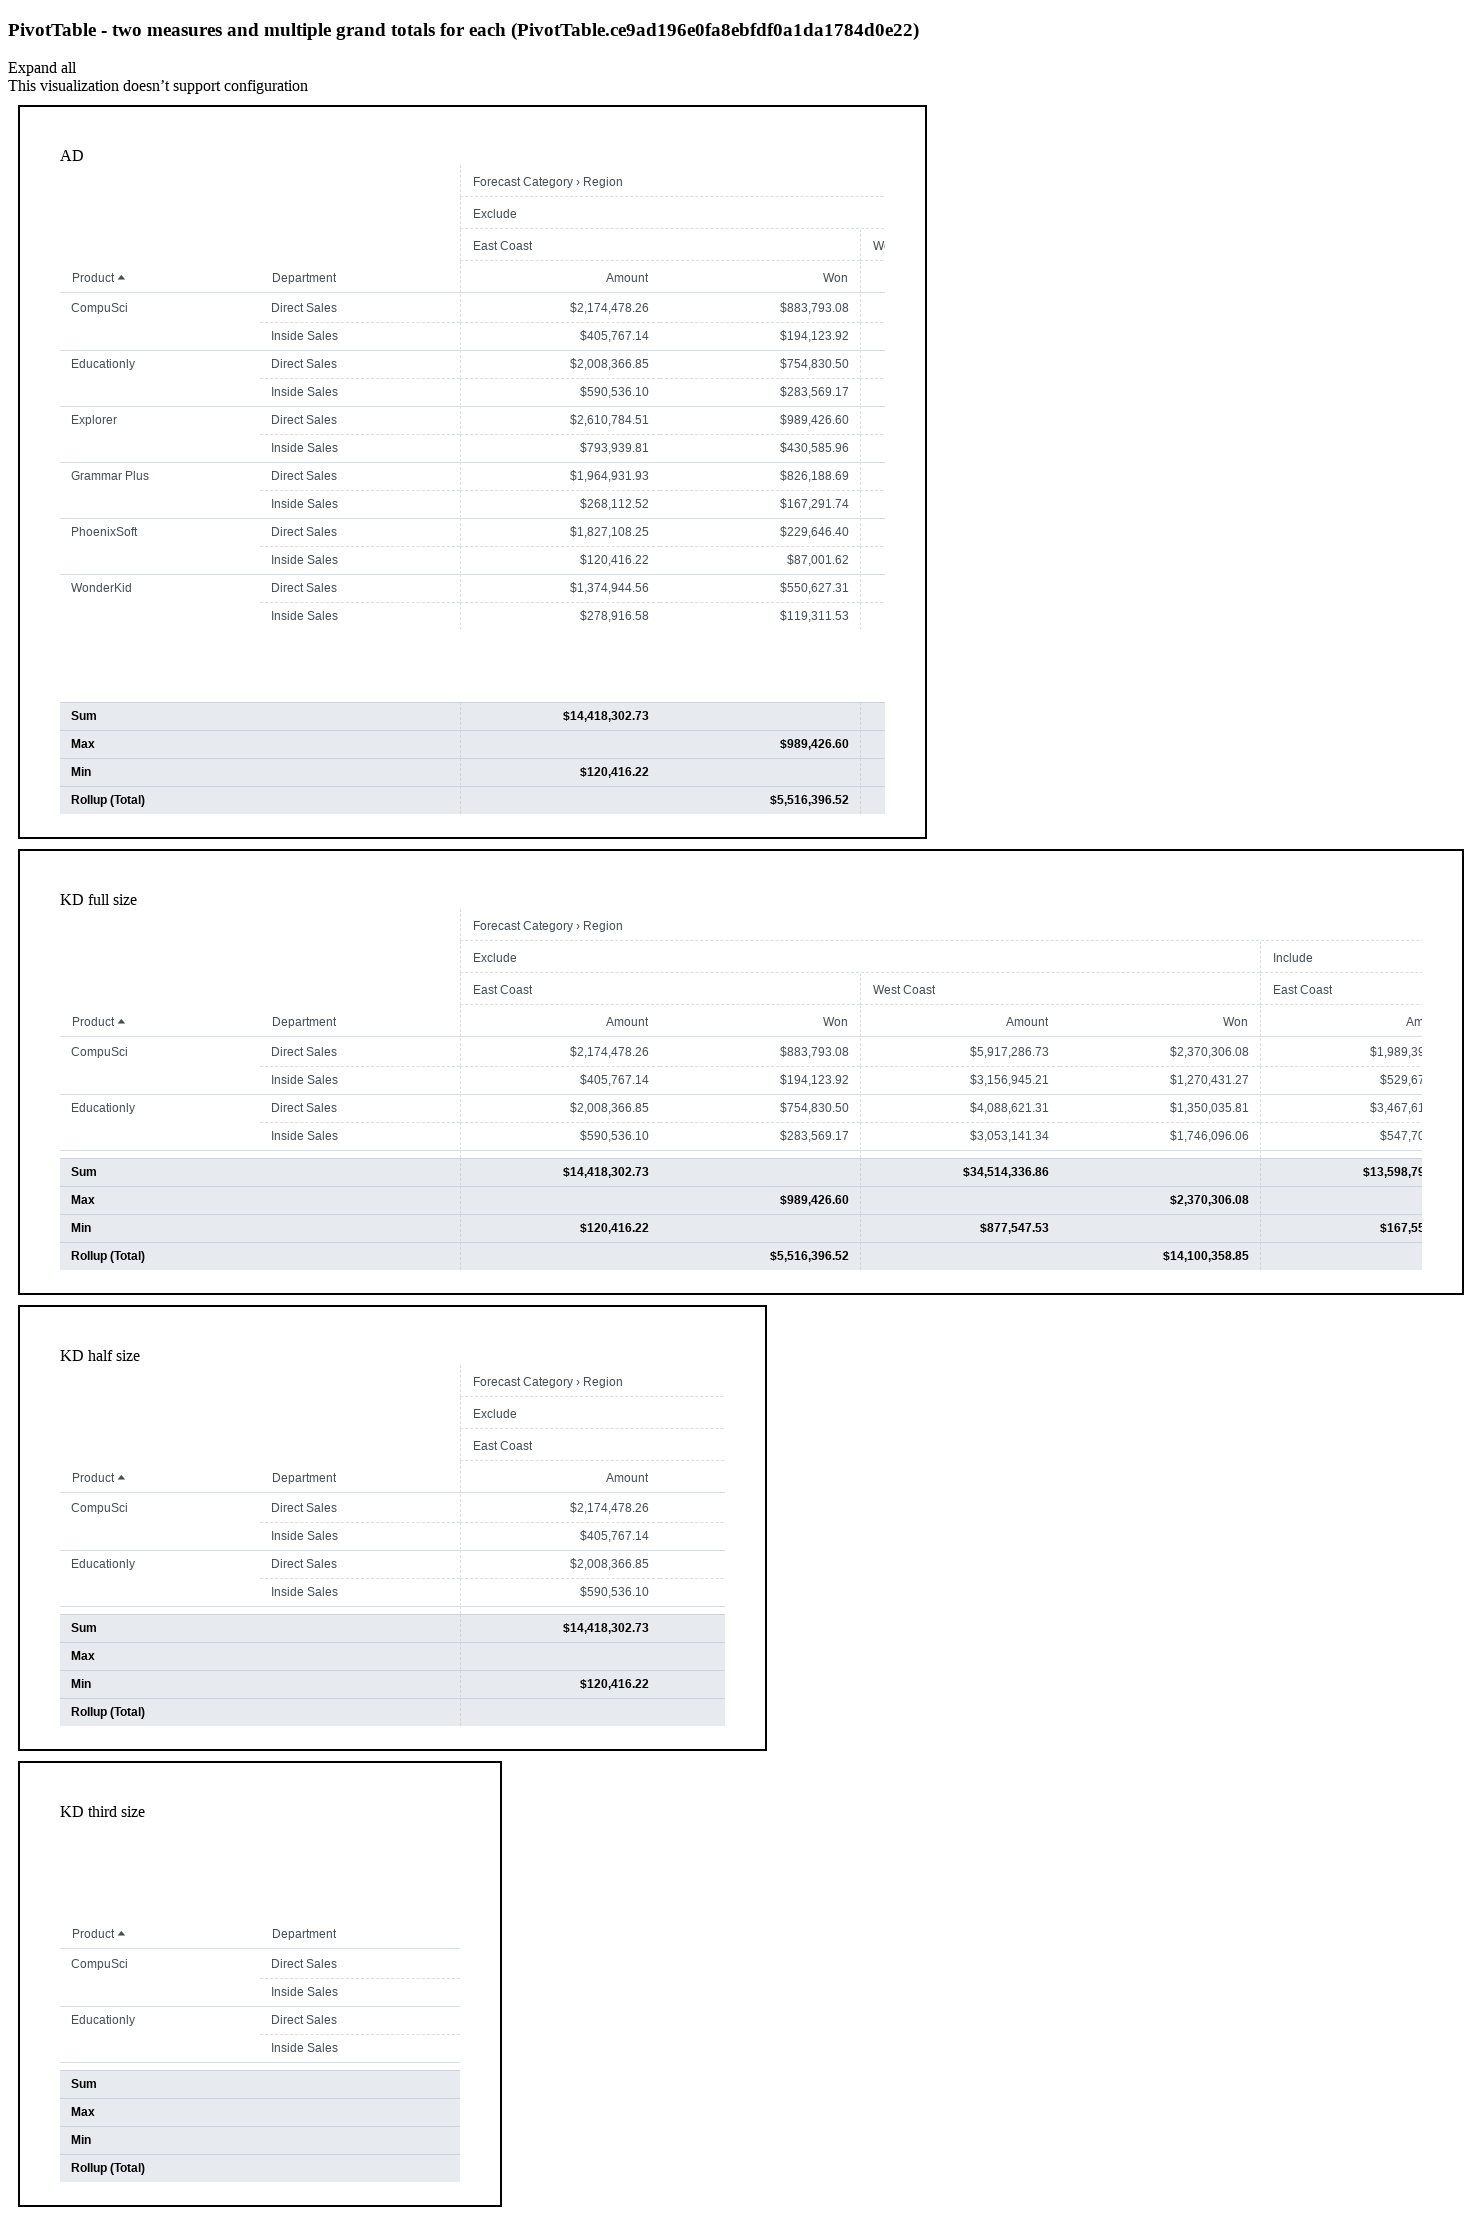 PivotTable - two measures and multiple grand totals for each (PivotTable.ce9ad196e0fa8ebfdf0a1da1784d0e22)
Expand all
This visualization doesn’t support configuration
AD
Forecast Category › Region
Exclude
East Coast
Product Department Amount Won
CompuSci Direct Sales $2,174,478.26 $883,793.08
Inside Sales $405,767.14 $194,123.92
Educationly Direct Sales $2,008,366.85 $754,830.50
Inside Sales $590,536.10 $283,569.17
Explorer Direct Sales $2,610,784.51 $989,426.60
Inside Sales $793,939.81 $430,585.96
Grammar Plus Direct Sales $1,964,931.93 $826,188.69
Inside Sales $268,112.52 $167,291.74
PhoenixSoft Direct Sales $1,827,108.25 $229,646.40
Inside Sales $120,416.22 $87,001.62
WonderKid Direct Sales $1,374,944.56 $550,627.31
Inside Sales $278,916.58 $119,311.53
Sum $14,418,302.73
Max $989,426.60
Min $120,416.22
Rollup (Total) $5,516,396.52
KD full size
Forecast Category › Region
Exclude Include
East Coast West Coast East Coast
Product Department Amount Won Amount Won Am
CompuSci Direct Sales $2,174,478.26 $883,793.08 $5,917,286.73 $2,370,306.08 $1,989,39
Inside Sales $405,767.14 $194,123.92 $3,156,945.21 $1,270,431.27 $529,67
Educationly Direct Sales $2,008,366.85 $754,830.50 $4,088,621.31 $1,350,035.81 $3,467,61
Inside Sales $590,536.10 $283,569.17 $3,053,141.34 $1,746,096.06 $547,70
Sum $14,418,302.73 $34,514,336.86 $13,598,79
Max $989,426.60 $2,370,306.08
Min $120,416.22 $877,547.53 $167,55
Rollup (Total) $5,516,396.52 $14,100,358.85
KD half size
Forecast Category › Region
Exclude
East Coast
Product Department Amount
CompuSci Direct Sales $2,174,478.26
Inside Sales $405,767.14
Educationly Direct Sales $2,008,366.85
Inside Sales $590,536.10
Sum $14,418,302.73
Max
Min $120,416.22
Rollup (Total)
KD third size
Product Department
CompuSci Direct Sales
Inside Sales
Educationly Direct Sales
Inside Sales
Sum
Max
Min
Rollup (Total)